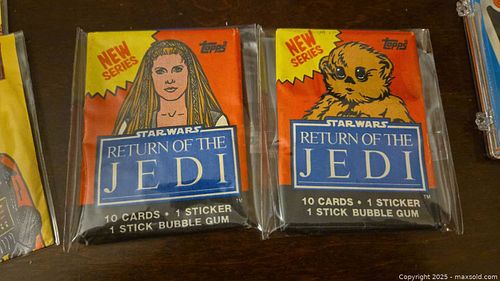 NEW
SERIES
topps
STAR WARS
RETURN OF THE
JEDI
TM
10 CARDS • 1 STICKER
1 STICK BUBBLE GUM
NEW
SERIES
topps
STAR WARS
RETURN OF THE
JEDI
TM
10 CARDS • 1 STICKER
1 STICK BUBBLE GUM
Copyright © 2025 - maxsold.com